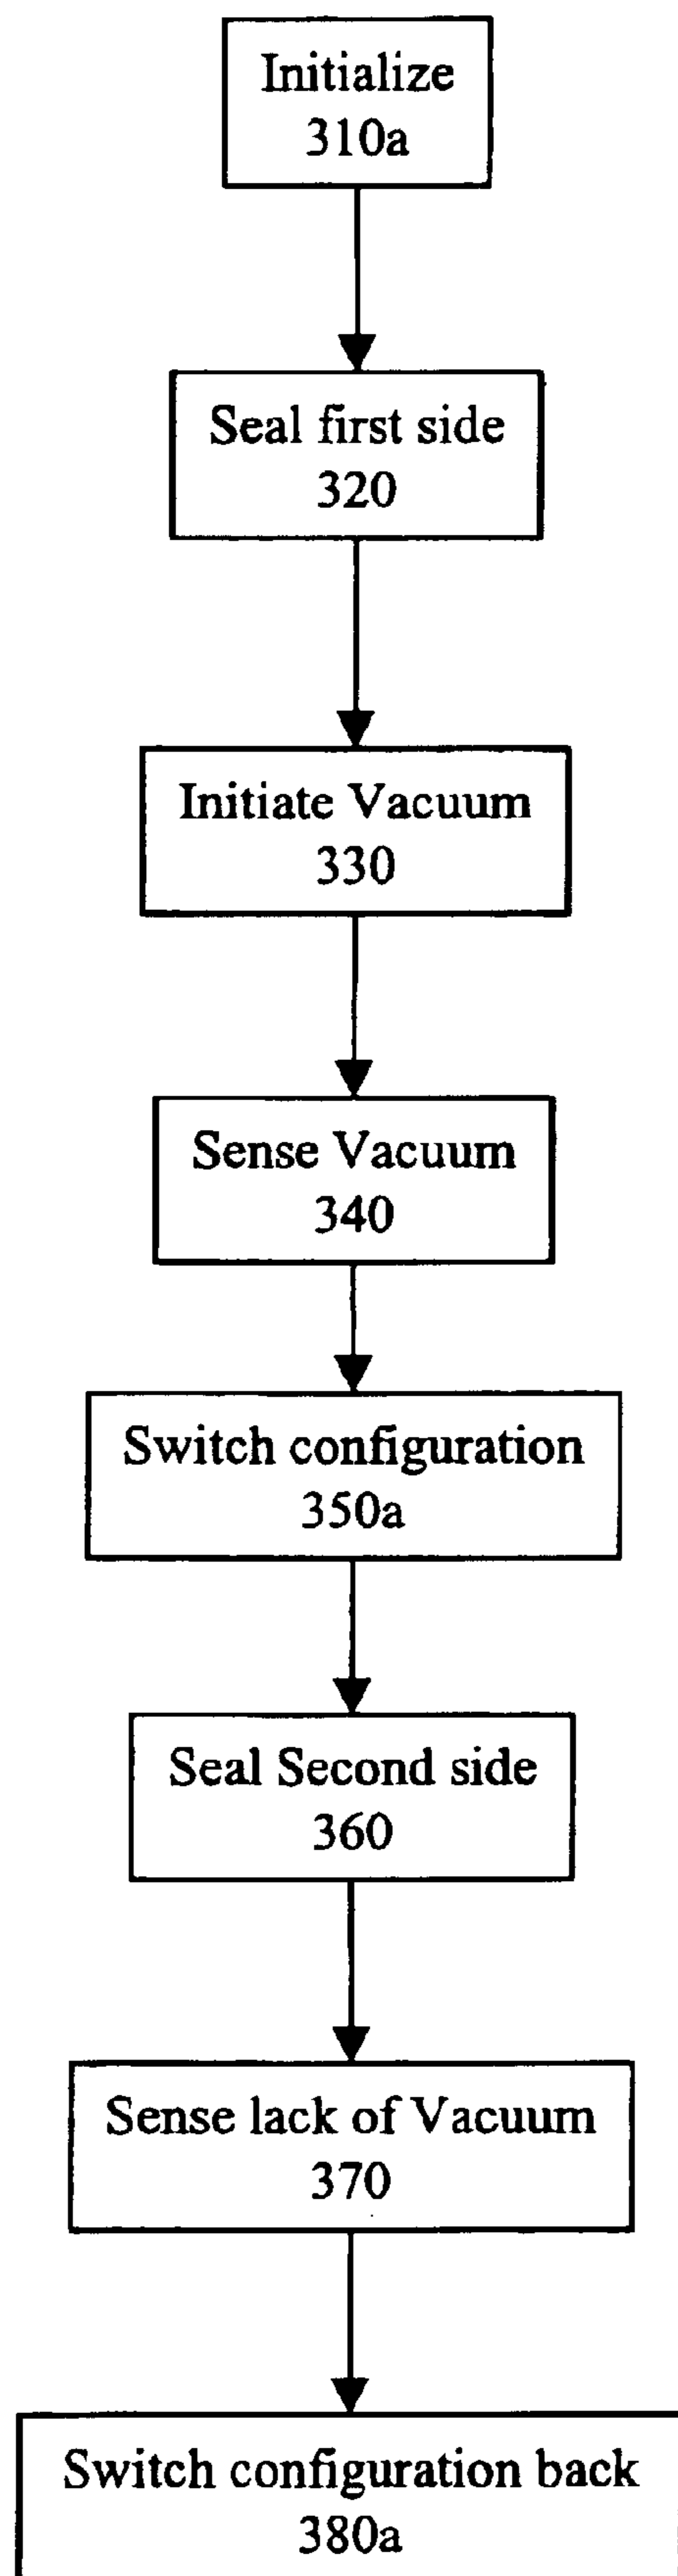 Initialize
310a
Seal first side
320
Initiate Vacuum
330
Sense Vacuum
340
Switch configuration
350a
Seal Second side
360
Sense lack of Vacuum
370
Switch configuration back
380a